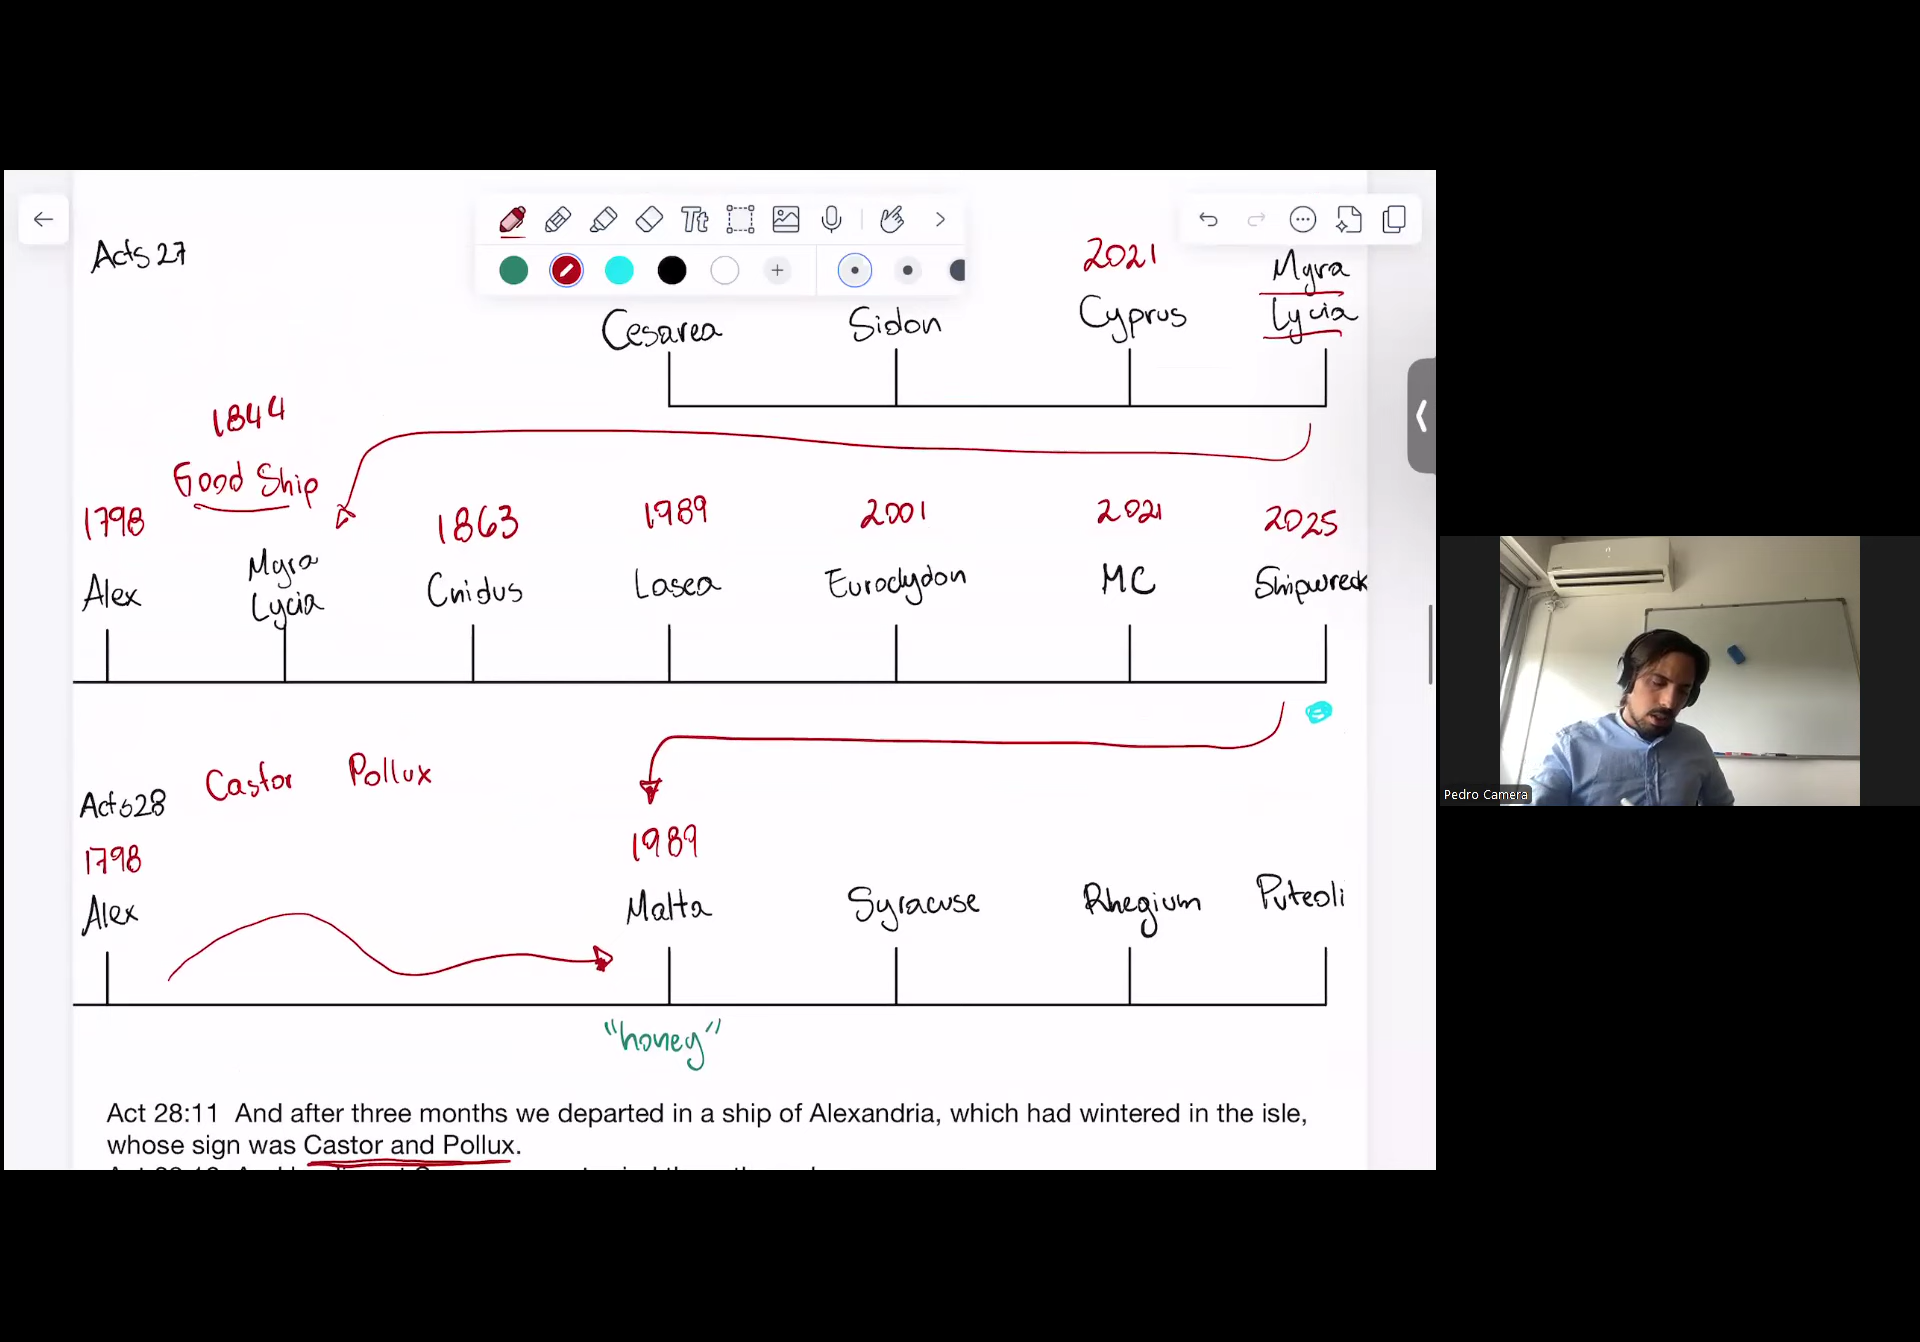 Acts 27
Tt
2021
Myra
Lycia
Cesarea
Sidon
Cyprus
1844
Good Ship
1798
1863
1989
2001
2021
2025
Alex
Myra
Lycia
Cnidus
Lasea
Euroclydon
MC
Shipwreck
Castor Pollux
Acts28
1798
1989
Alex
Malta
Syracuse
Rhegium
Puteoli
"honey"
Act 28:11 And after three months we departed in a ship of Alexandria, which had wintered in the isle,
whose sign was Castor and Pollux.
Pedro Camera